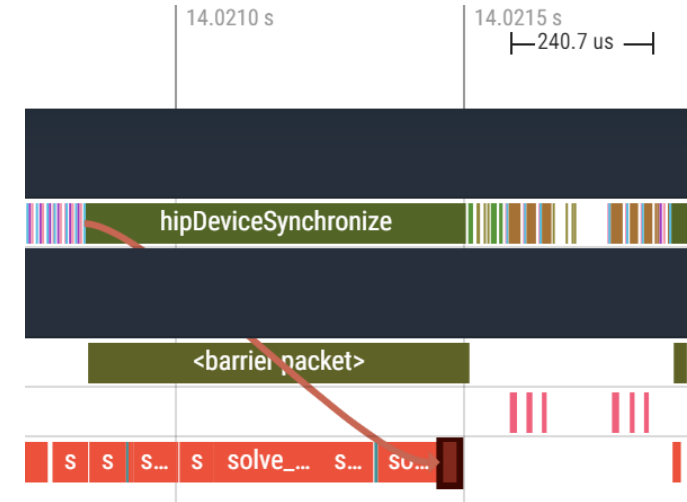 14.0210 s
14.0215 s
240.7 us
hipDeviceSynchronize
<barrier packet>
s s s... s solve_... s... so...